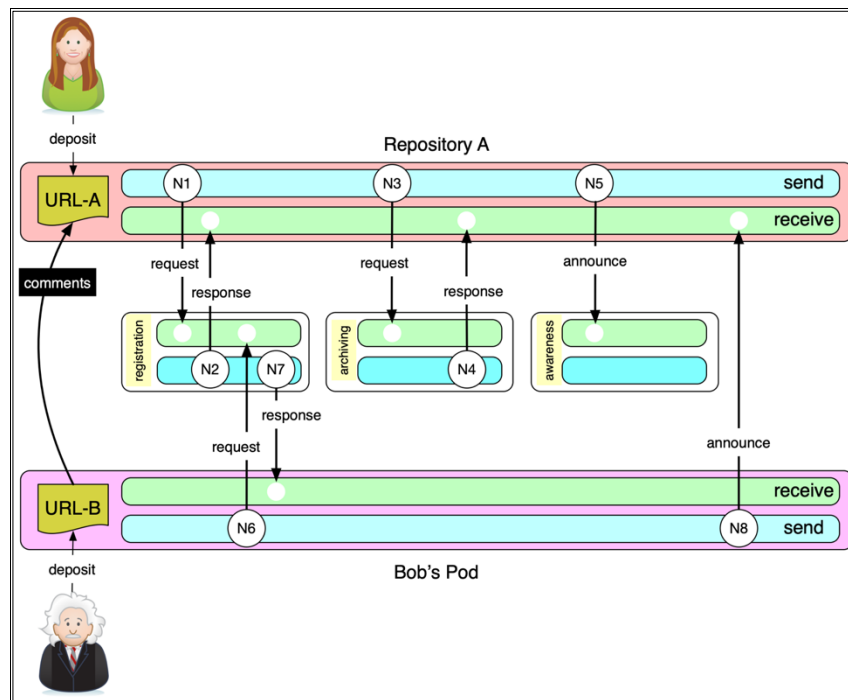 deposit
Repository A
URL-A
N1
N3
N5
send
receive
comments
request
response
request
response
announce
registration
archiving
awareness
N2
N7
N4
request
response
announce
URL-B
receive
N6
N8
send
deposit
Bob's Pod